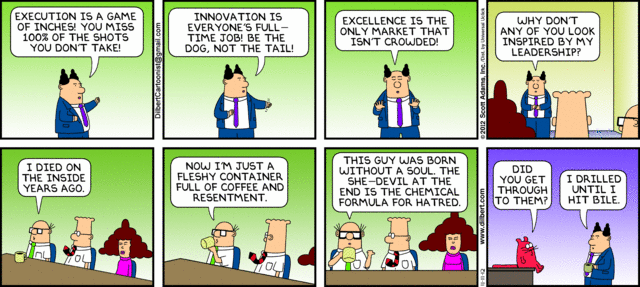 EXECUTION IS A GAME
OF INCHES! YOU MISS
100% OF THE SHOTS
YOU DON'T TAKE!
DilbertCartoonist@gmail.com
INNOVATION IS
EVERYONE'S FULL-
TIME JOB! BE THE
DOG, NOT THE TAIL!
EXCELLENCE IS THE
ONLY MARKET THAT
ISN'T CROWDED!
©2012 Scott Adams, Inc. /Dist. by Universal Uclick
WHY DON'T
ANY OF YOU LOOK
INSPIRED BY MY
LEADERSHIP?
I DIED ON
THE INSIDE
YEARS AGO.
NOW I'M JUST A
FLESHY CONTAINER
FULL OF COFFEE AND
RESENTMENT.
THIS GUY WAS BORN
WITHOUT A SOUL. THE
SHE-DEVIL AT THE
END IS THE CHEMICAL
FORMULA FOR HATRED.
www.dilbert.com
DID
YOU GET
THROUGH
TO THEM?
I DRILLED
UNTIL I
HIT BILE.